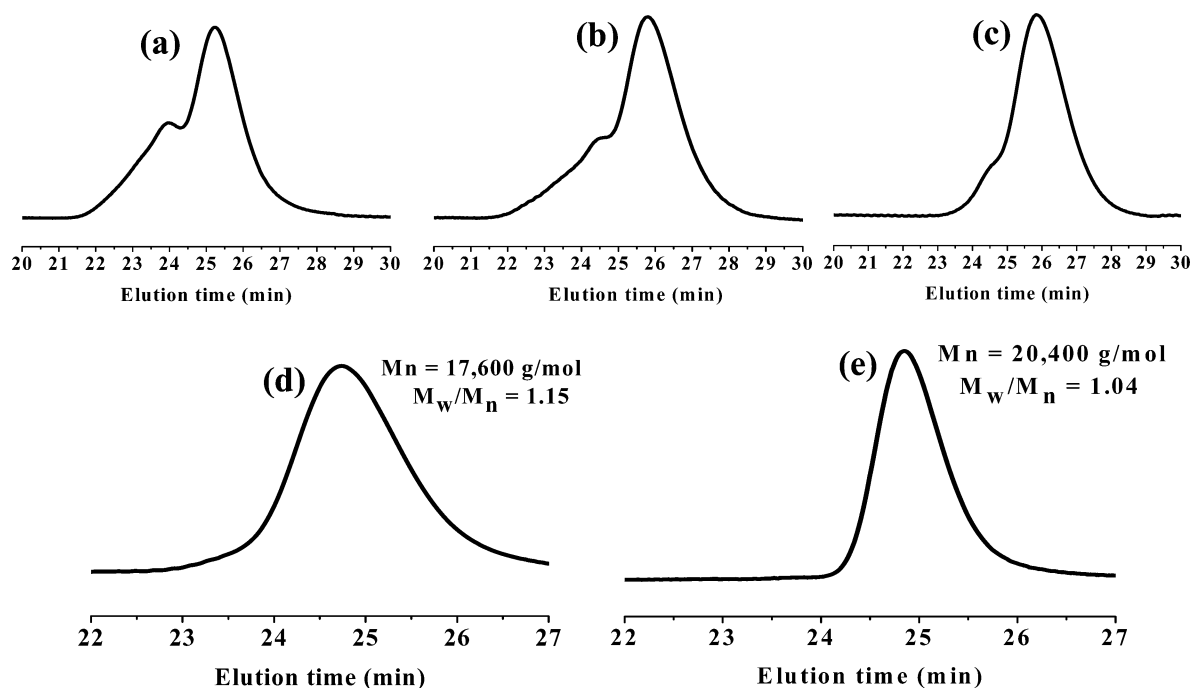 (a)
(b)
(c)
20 21 22 23 24 25 26 27 28 29 30
20 21 22 23 24 25 26 27 28 29 30
20 21 22 23 24 25 26 27 28 29 30
Elution time (min)
Elution time (min)
Elution time (min)
(d)
Mn = 17,600 g/mol
Mw/Mn = 1.15
(e)
Mn = 20,400 g/mol
Mw/Mn = 1.04
22 23 24 25 26 27
22 23 24 25 26 27
Elution time (min)
Elution time (min)